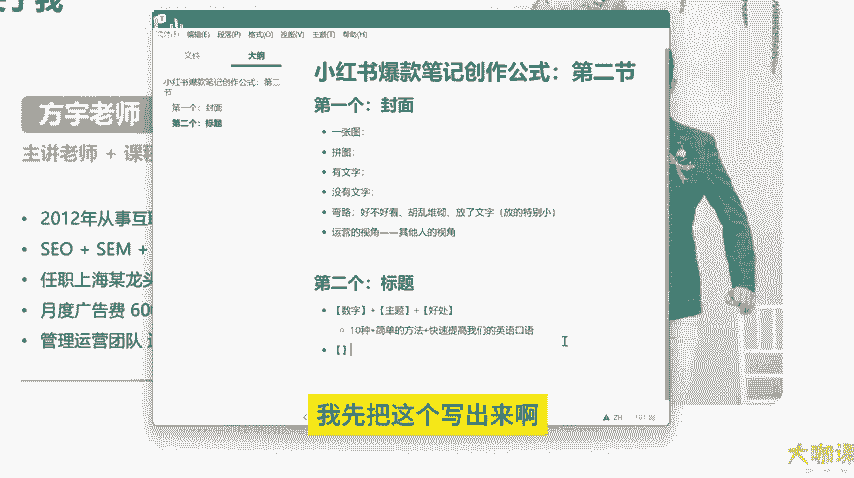 方宇老师
主讲老师 + 课
2012年从事互
SEO + SEM +
任职上海某龙头
月度广告费 60
管理运营团队
编辑(E) 段落(P) 格式(O) 视图(V) 主题(T) 帮助(H)
文件 大纲
小红书爆款笔记创作公式：第二节
第一个：封面
第二个：标题
小红书爆款笔记创作公式：第二节
第一个：封面
一张图；
拼图；
有文字；
没有文字；
弯路：好不好看、胡乱堆砌、放了文字（放的特别小）
运营的视角——其他人的视角
第二个：标题
【数字】+【主题】+【好处】
10种+简单的方法+快速提高我们的英语口语
【】
ZH
我先把这个写出来啊
大咖课